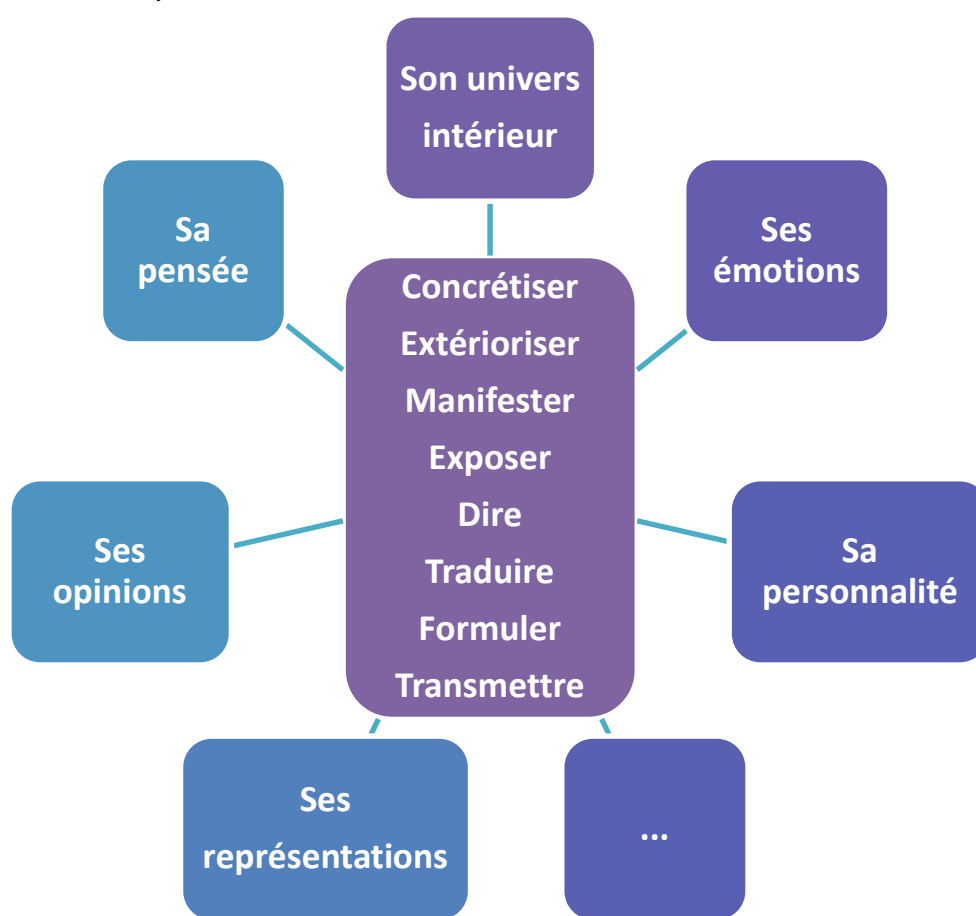 Son univers
intérieur
Sa
pensée
Ses
émotions
Concrétiser
Extérioriser
Manifester
Exposer
Dire
Traduire
Formuler
Transmettre
Ses
opinions
Sa
personnalité
Ses
représentations
...